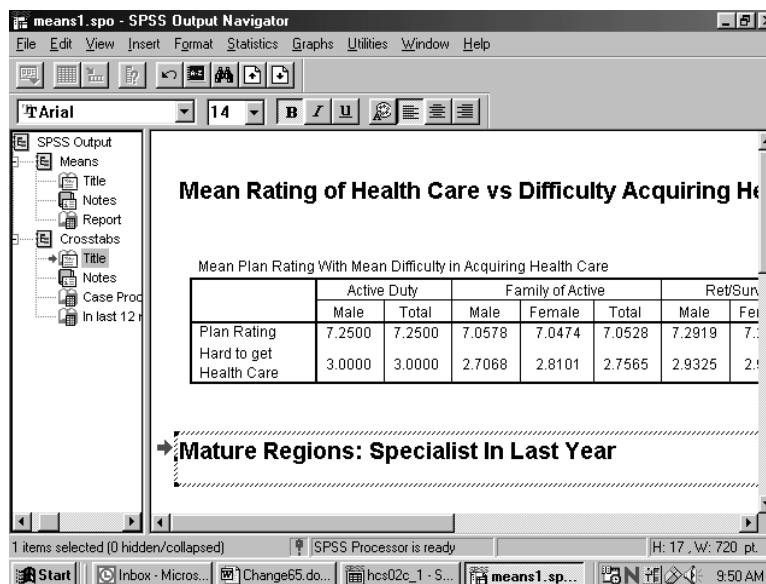 means1.spo - SPSS Output Navigator
File Edit View Insert Format Statistics Graphs Utilities Window Help
Arial 14 B I U
SPSS Output
Means
Title
Notes
Report
Crosstabs
Title
Notes
Case Proc
In last 12 r
Mean Rating of Health Care vs Difficulty Acquiring He
Mean Plan Rating With Mean Difficulty in Acquiring Health Care
Active Duty Family of Active Ret/Surv
Male Total Male Female Total Male Fe
Plan Rating 7.2500 7.2500 7.0578 7.0474 7.0528 7.2919 7.
Hard to get
Health Care 3.0000 3.0000 2.7068 2.8101 2.7565 2.9325 2.
Mature Regions: Specialist In Last Year
1 items selected (0 hidden/collapsed) SPSS Processor is ready H: 17 , W: 720 pt.
Start Inbox - Micros... Change65.do... hcs02c_1 - S... means1.sp... 9:50 AM